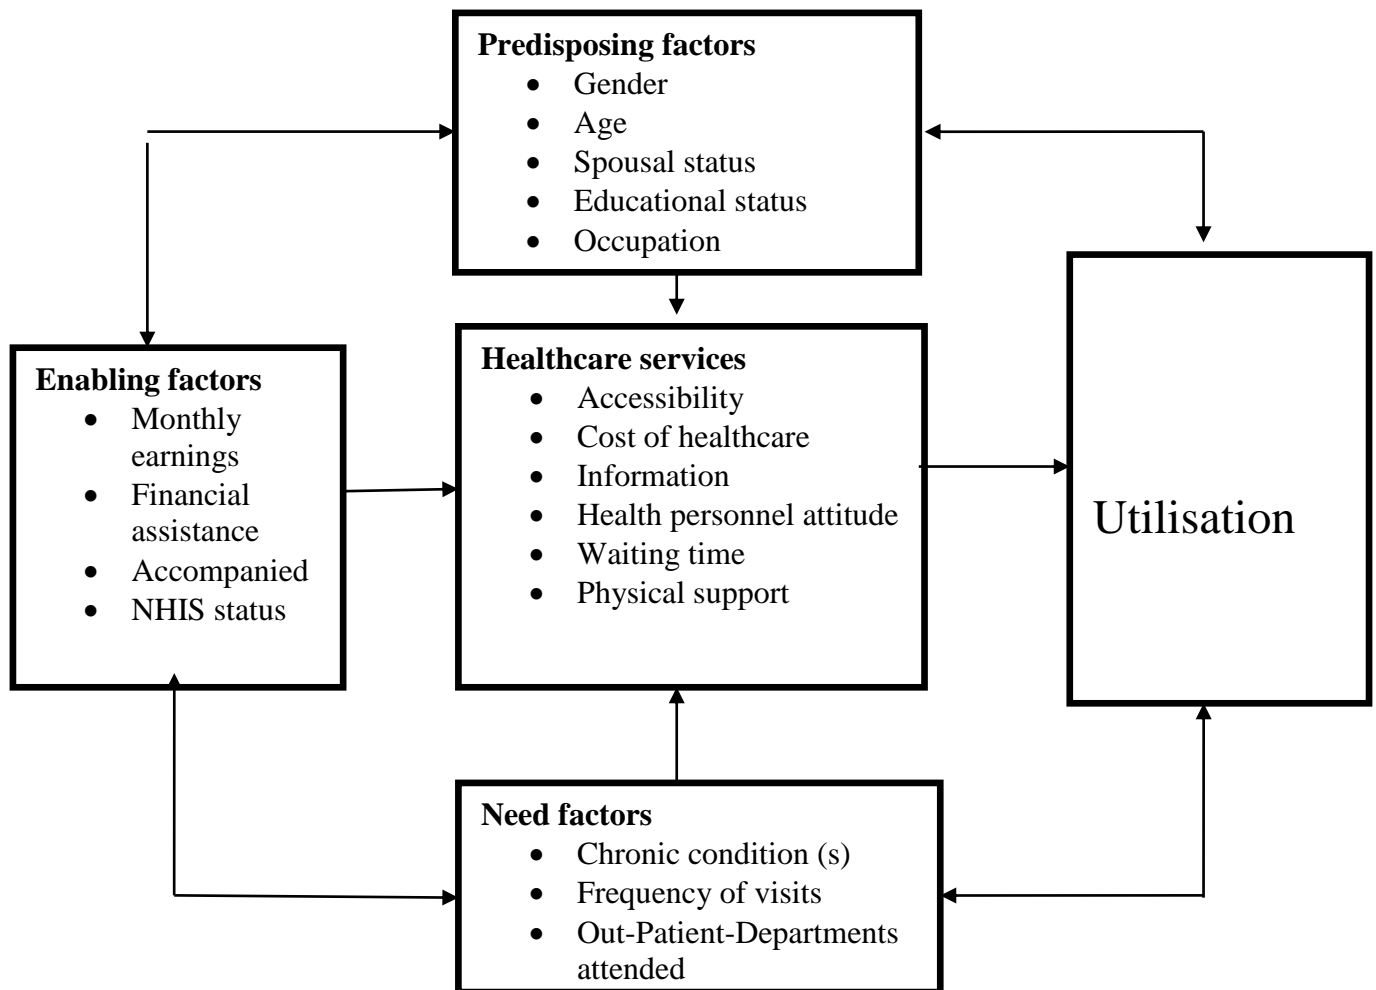 Predisposing factors
• Gender
• Age
• Spousal status
• Educational status
• Occupation
Enabling factors
• Monthly
earnings
• Financial
assistance
• Accompanied
• NHIS status
Healthcare services
• Accessibility
• Cost of healthcare
• Information
• Health personnel attitude
• Waiting time
• Physical support
Utilisation
Need factors
• Chronic condition (s)
• Frequency of visits
• Out-Patient-Departments
attended